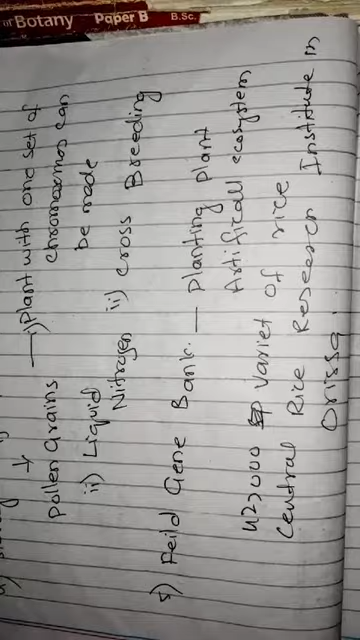 of Botany Paper B B.Sc.
↓ — i) Plant with one set of
Pollen Grains chromosomes can
be made
ii) Liquid
Nitrogen ii) Cross Breeding
5) Feild Gene Bank. — Planting Plant
Artificall ecosystem
42,000 Variet of rice
Central Rice Research Institute in
Orissa.